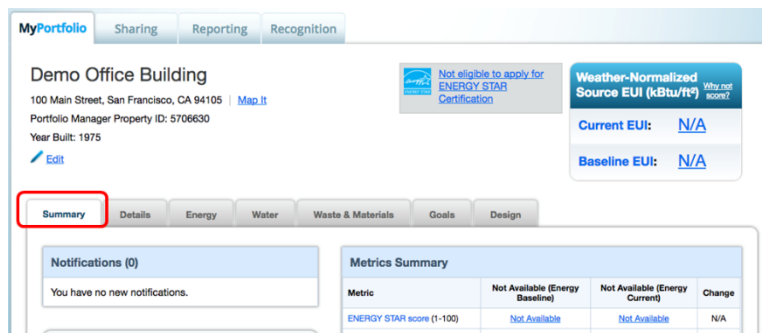 MyPortfolio Sharing Reporting Recognition
Demo Office Building
100 Main Street, San Francisco, CA 94105 | Map It
Portfolio Manager Property ID: 5706630
Year Built: 1975
Edit
Not eligible to apply for
ENERGY STAR
Certification
Weather-Normalized
Source EUI (kBtu/ft²)
Why not
score?
Current EUI: N/A
Baseline EUI: N/A
Summary Details Energy Water Waste & Materials Goals Design
Notifications (0)
You have no new notifications.
Metrics Summary
Metric Not Available (Energy Baseline) Not Available (Energy Current) Change
ENERGY STAR score (1-100) Not Available Not Available N/A